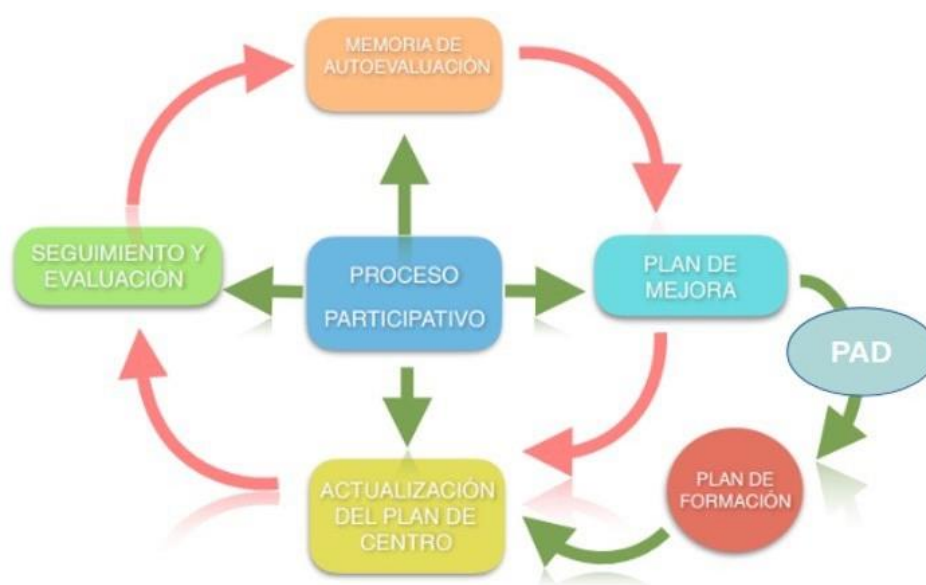 MEMORIA DE
AUTOEVALUACIÓN
SEGUIMIENTO Y
EVALUACIÓN
PROCESO
PARTICIPATIVO
PLAN DE
MEJORA
PAD
ACTUALIZACIÓN
DEL PLAN DE
CENTRO
PLAN DE
FORMACIÓN